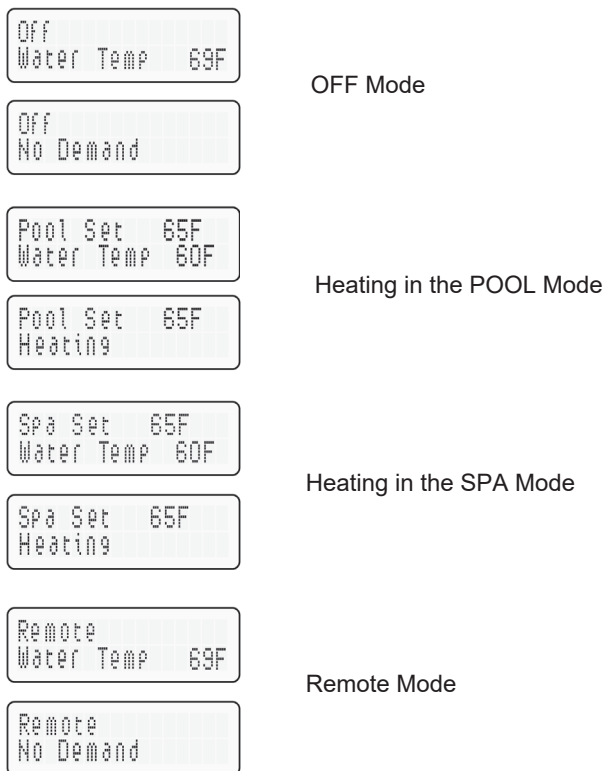 Off
Water Temp 69F
OFF Mode
Off
No Demand
Pool Set 65F
Water Temp 60F
Heating in the POOL Mode
Pool Set 65F
Heating
Spa Set 65F
Water Temp 60F
Heating in the SPA Mode
Spa Set 65F
Heating
Remote
Water Temp 69F
Remote Mode
Remote
No Demand